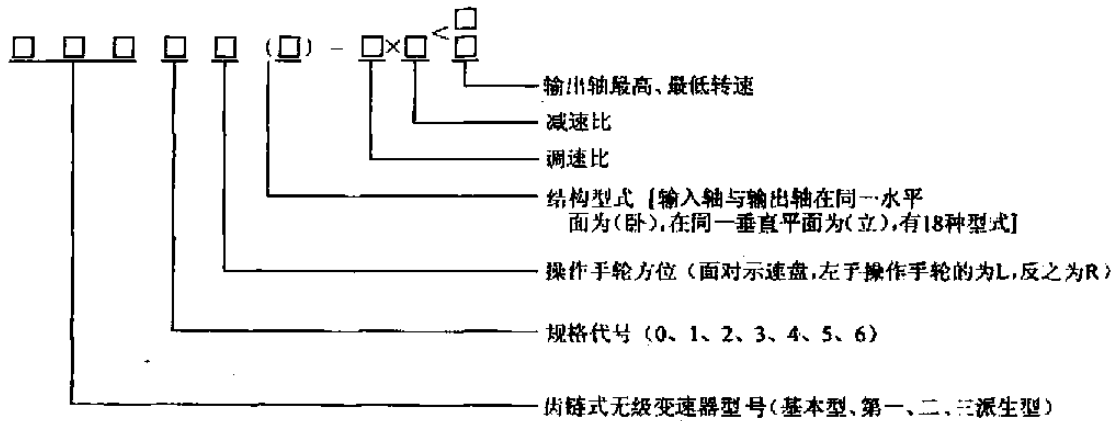 □ □ □ □ □ (□) - □×□<□□
输出轴最高、最低转速
减速比
调速比
结构型式 [输入轴与输出轴在同一水平
面为(卧),在同一垂直平面为(立),有18种型式]
操作手轮方位（面对示速盘,左手操作手轮的为L,反之为R）
规格代号（0、1、2、3、4、5、6）
齿链式无级变速器型号(基本型、第一、二、三派生型）